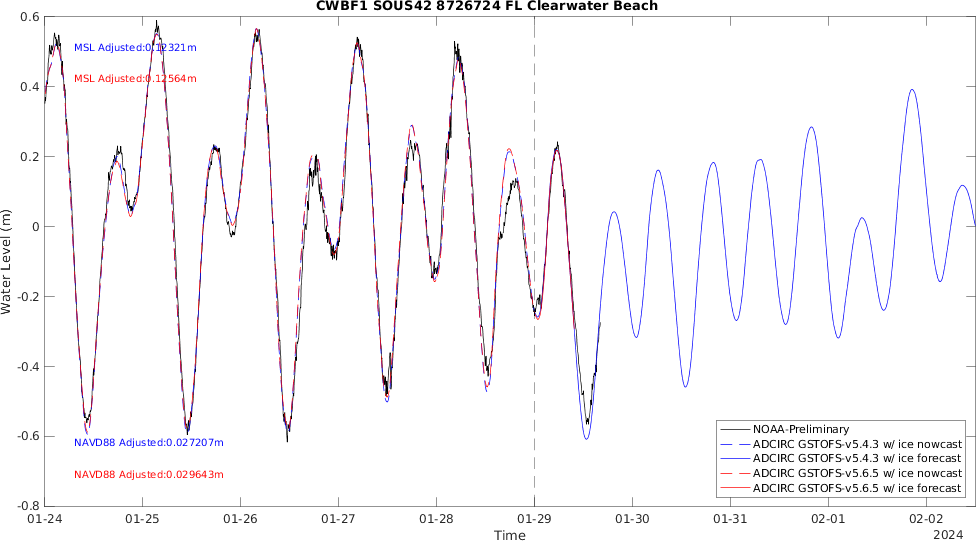 CWBF1 SOUS42 8726724 FL Clearwater Beach
0.6
MSL Adjusted:0.12321m
MSL Adjusted:0.12564m
0.4
0.2
0
Water Level (m)
-0.2
-0.4
-0.6
NAVD88 Adjusted:0.027207m
NAVD88 Adjusted:0.029643m
-0.8
NOAA-Preliminary
ADCIRC GSTOFS-v5.4.3 w/ ice nowcast
ADCIRC GSTOFS-v5.4.3 w/ ice forecast
ADCIRC GSTOFS-v5.6.5 w/ ice nowcast
ADCIRC GSTOFS-v5.6.5 w/ ice forecast
01-24 01-25 01-26 01-27 01-28 01-29 01-30 01-31 02-01 02-02
Time
2024